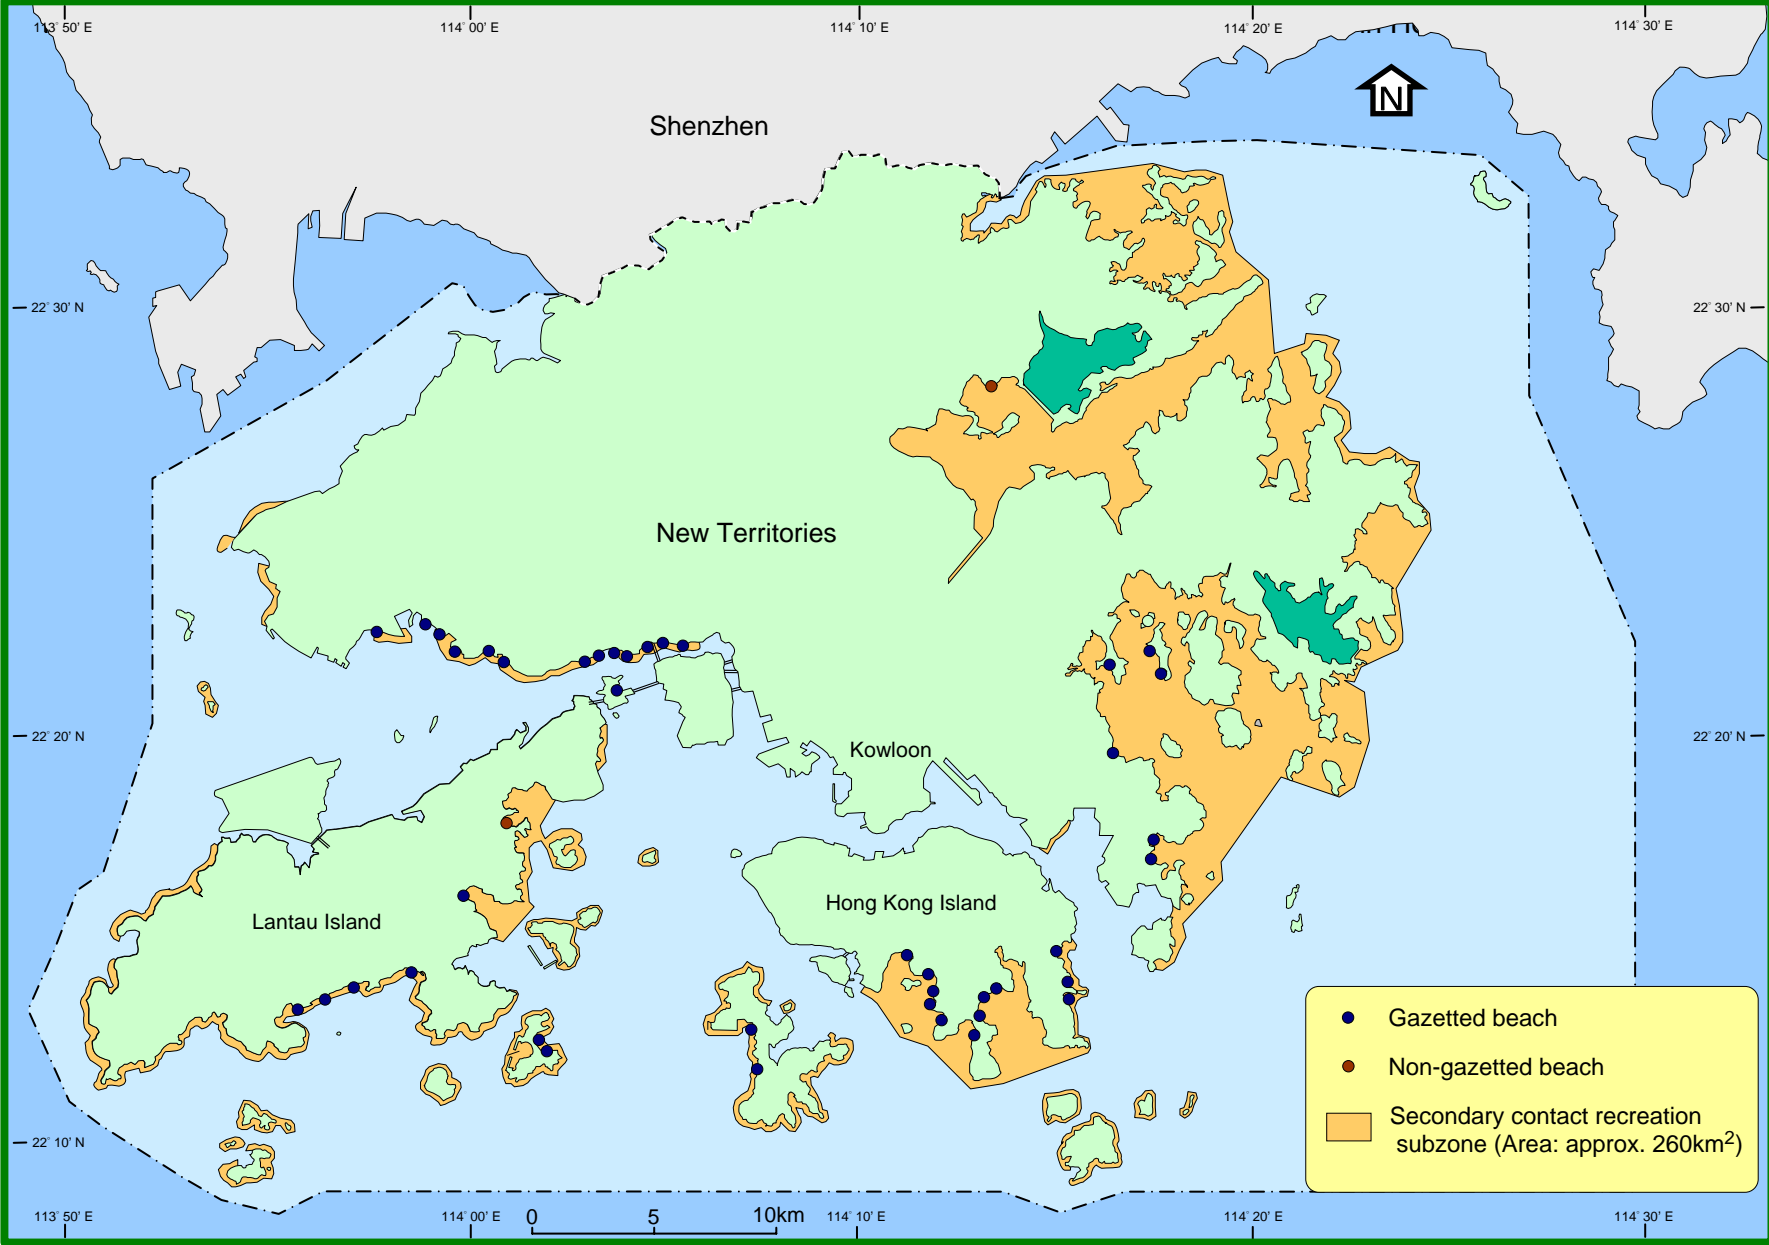 113° 50' E
114° 00' E
114° 10' E
114° 20' E
114° 30' E
N
Shenzhen
22° 30' N
22° 30' N
New Territories
22° 20' N
Kowloon
22° 20' N
Hong Kong Island
Lantau Island
Gazetted beach
Non-gazetted beach
Secondary contact recreation
subzone (Area: approx. 260km²)
22° 10' N
113° 50' E
114° 00' E
0
5
10km
114° 10' E
114° 20' E
114° 30' E